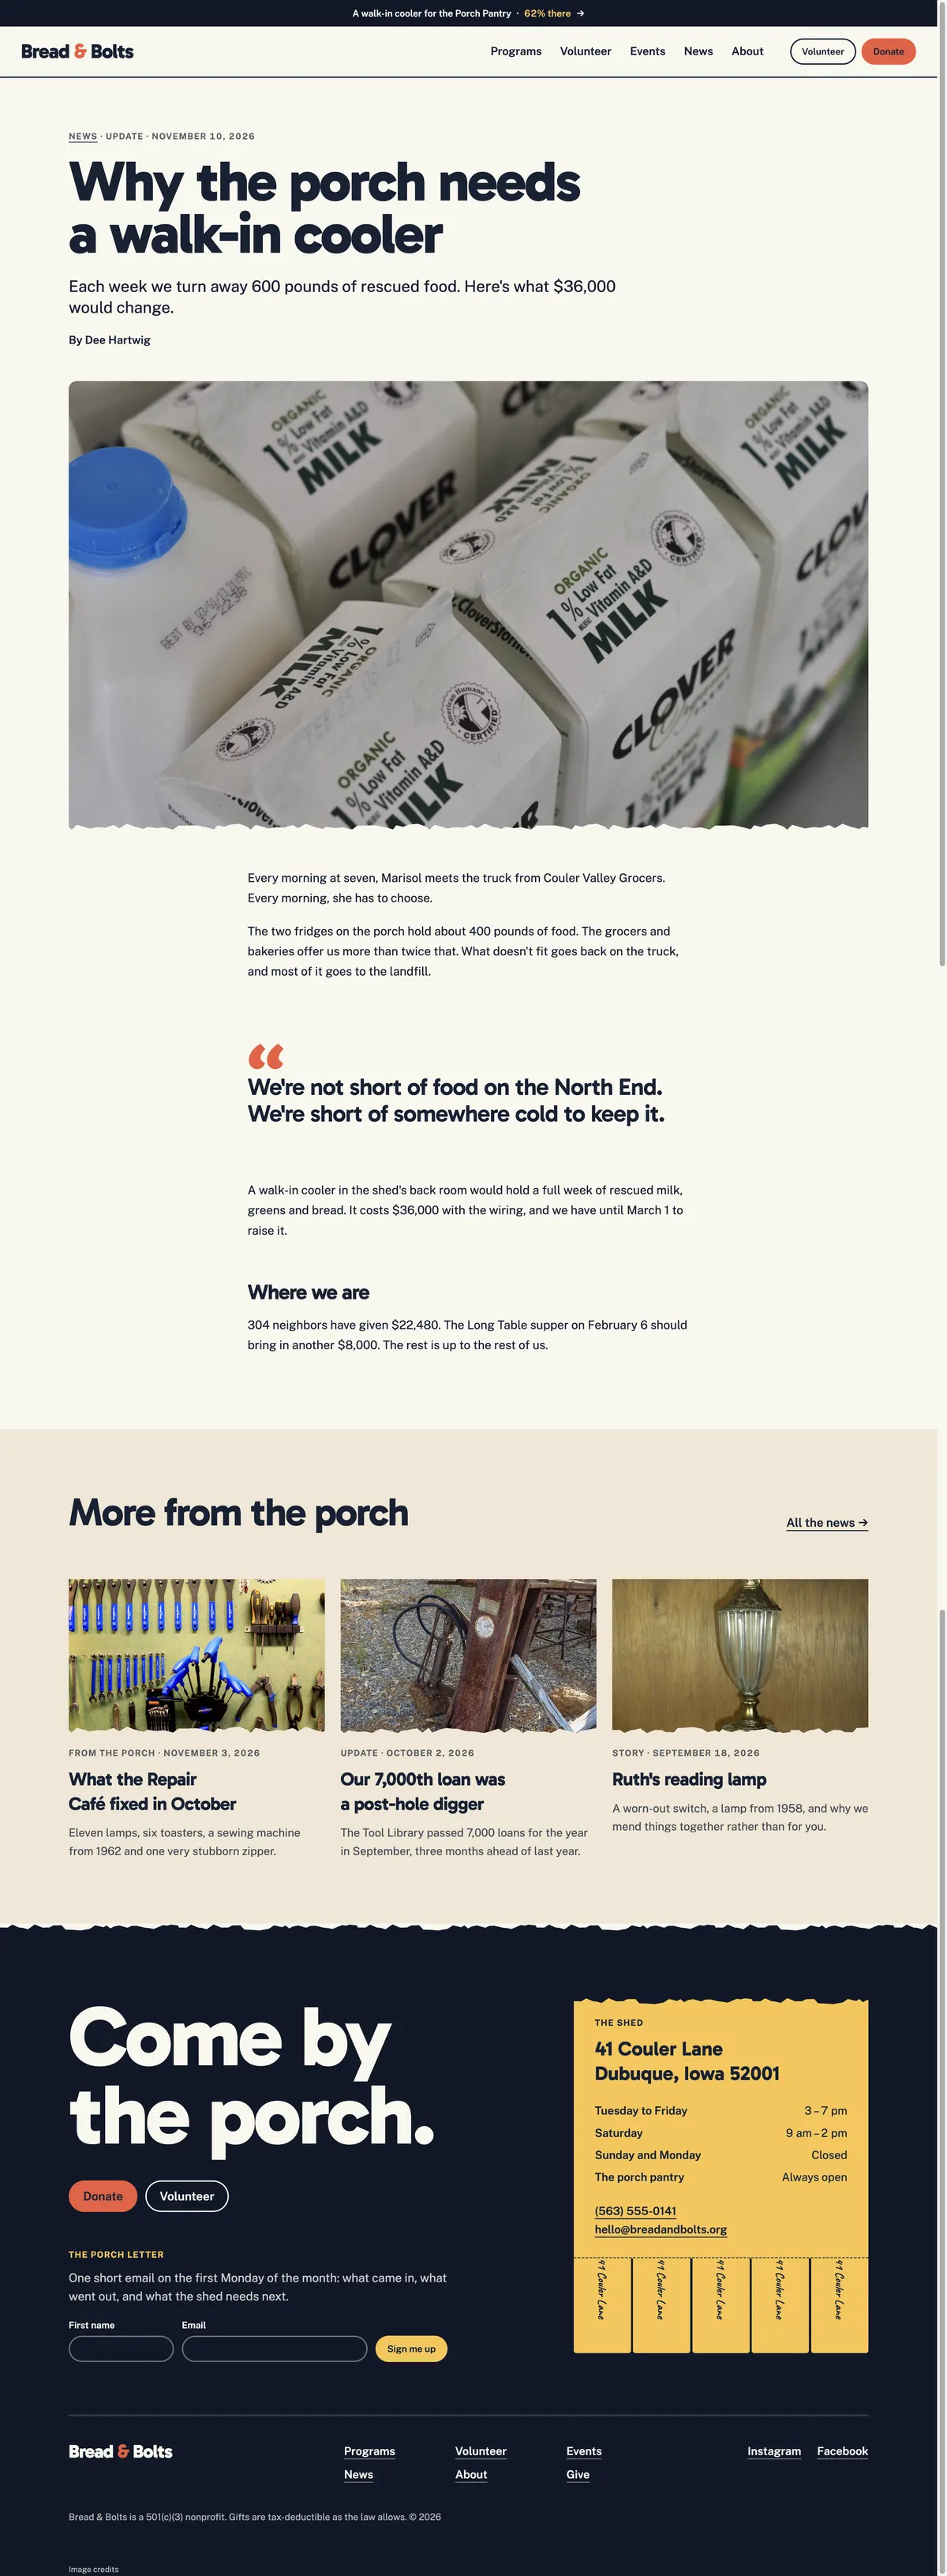 A walk-in cooler for the Porch Pantry · 62% there →
Bread & Bolts
Programs Volunteer Events News About Volunteer Donate
NEWS · UPDATE · NOVEMBER 10, 2026
Why the porch needs
a walk-in cooler
Each week we turn away 600 pounds of rescued food. Here's what $36,000
would change.
By Dee Hartwig
ORGANIC
1% Low Fat
Vitamin A&D
MILK
CLOVER
ORGANIC
1% Low Fat
Vitamin A&D
MILK
CLOVER
ORGANIC
1% Low Fat
Vitamin A&D
MILK
CERTIFIED
BEST BY
Every morning at seven, Marisol meets the truck from Couler Valley Grocers.
Every morning, she has to choose.
The two fridges on the porch hold about 400 pounds of food. The grocers and
bakeries offer us more than twice that. What doesn't fit goes back on the truck,
and most of it goes to the landfill.
“
We're not short of food on the North End.
We're short of somewhere cold to keep it.
A walk-in cooler in the shed's back room would hold a full week of rescued milk,
greens and bread. It costs $36,000 with the wiring, and we have until March 1 to
raise it.
Where we are
304 neighbors have given $22,480. The Long Table supper on February 6 should
bring in another $8,000. The rest is up to the rest of us.
More from the porch
All the news →
FROM THE PORCH · NOVEMBER 3, 2026
What the Repair
Café fixed in October
Eleven lamps, six toasters, a sewing machine
from 1962 and one very stubborn zipper.
UPDATE · OCTOBER 2, 2026
Our 7,000th loan was
a post-hole digger
The Tool Library passed 7,000 loans for the year
in September, three months ahead of last year.
STORY · SEPTEMBER 18, 2026
Ruth's reading lamp
A worn-out switch, a lamp from 1958, and why we
mend things together rather than for you.
Come by
the porch.
Donate Volunteer
THE PORCH LETTER
One short email on the first Monday of the month: what came in, what
went out, and what the shed needs next.
First name Email
Sign me up
THE SHED
41 Couler Lane
Dubuque, Iowa 52001
Tuesday to Friday 3 – 7 pm
Saturday 9 am – 2 pm
Sunday and Monday Closed
The porch pantry Always open
(563) 555-0141
hello@breadandbolts.org
41 Couler Lane
41 Couler Lane
41 Couler Lane
41 Couler Lane
41 Couler Lane
Bread & Bolts
Programs Volunteer Events Instagram Facebook
News About Give
Bread & Bolts is a 501(c)(3) nonprofit. Gifts are tax-deductible as the law allows. © 2026
Image credits